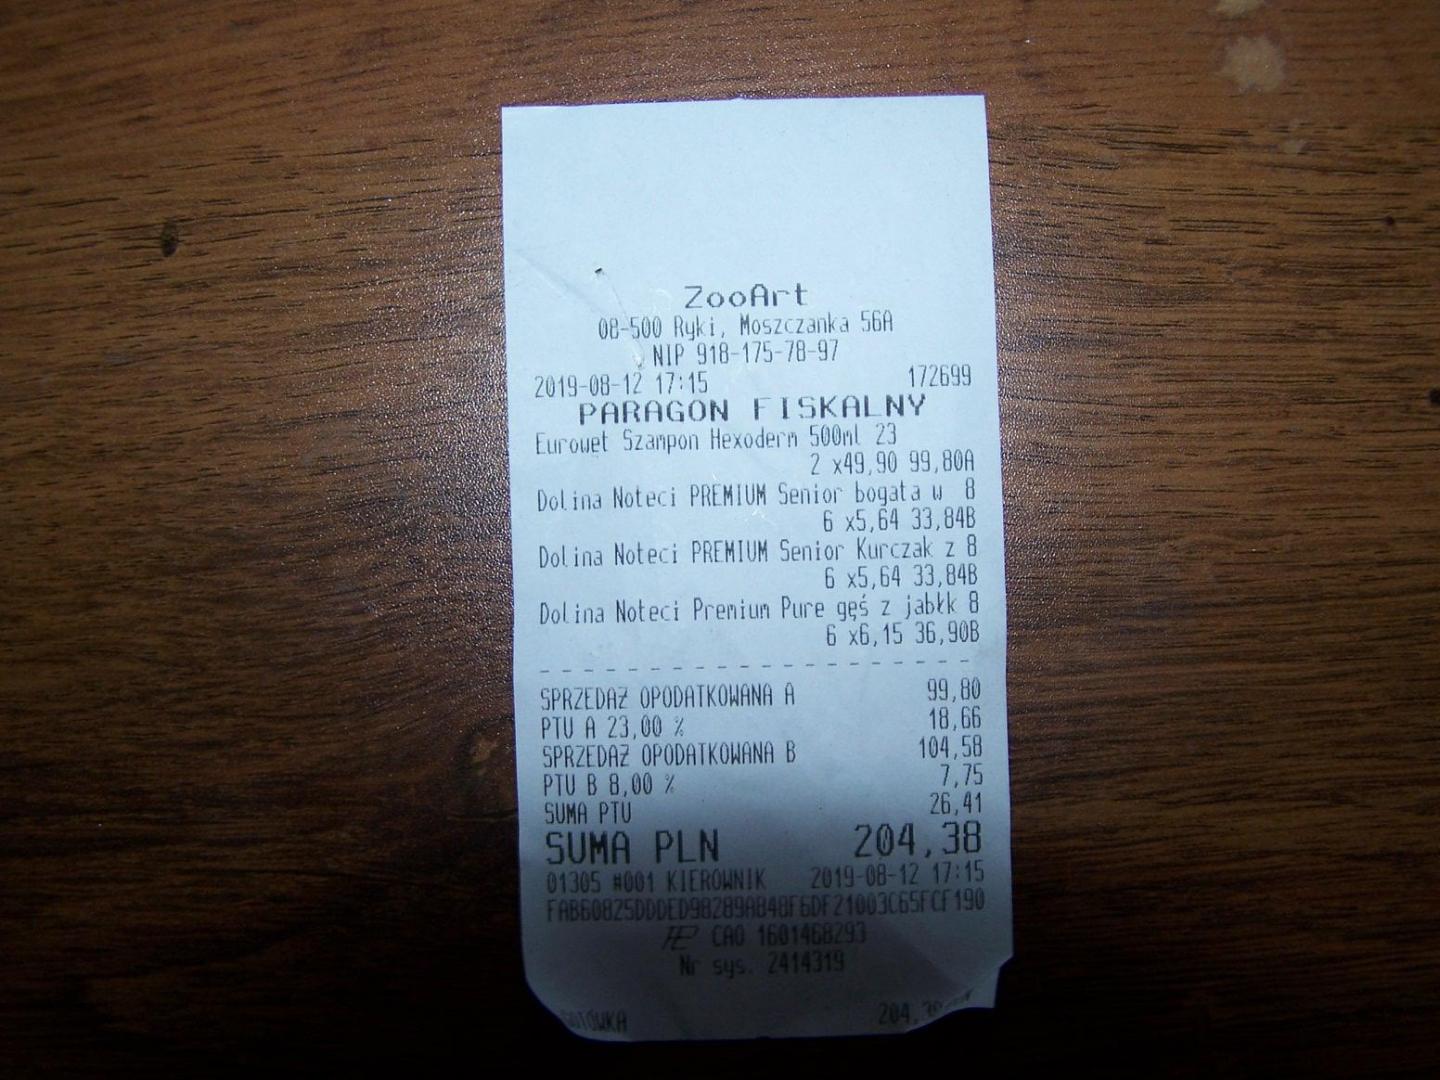 ZooArt
08-500 Ryki, Moszczanka 56A
NIP 918-175-78-97
2019-08-12 17:15 172699
PARAGON FISKALNY
Eurowet Szampon Hexoderm 500ml 23
2 x49,90 99,80A
Dolina Noteci PREMIUM Senior bogata w 8
6 x5,64 33,84B
Dolina Noteci PREMIUM Senior Kurczak z 8
6 x5,64 33,84B
Dolina Noteci Premium Pure gęś z jabłk 8
6 x6,15 36,90B
- - - - - - - - - - - - - - - - - - - -
SPRZEDAŻ OPODATKOWANA A 99,80
PTU A 23,00 % 18,66
SPRZEDAŻ OPODATKOWANA B 104,58
PTU B 8,00 % 7,75
SUMA PTU 26,41
SUMA PLN 204,38
01305 #001 KIEROWNIK 2019-08-12 17:15
FAB60825DDDED98289AB48F6DF21003C65FCF190
CAO 1601468293
Nr sys. 2414319
GOTÓWKA